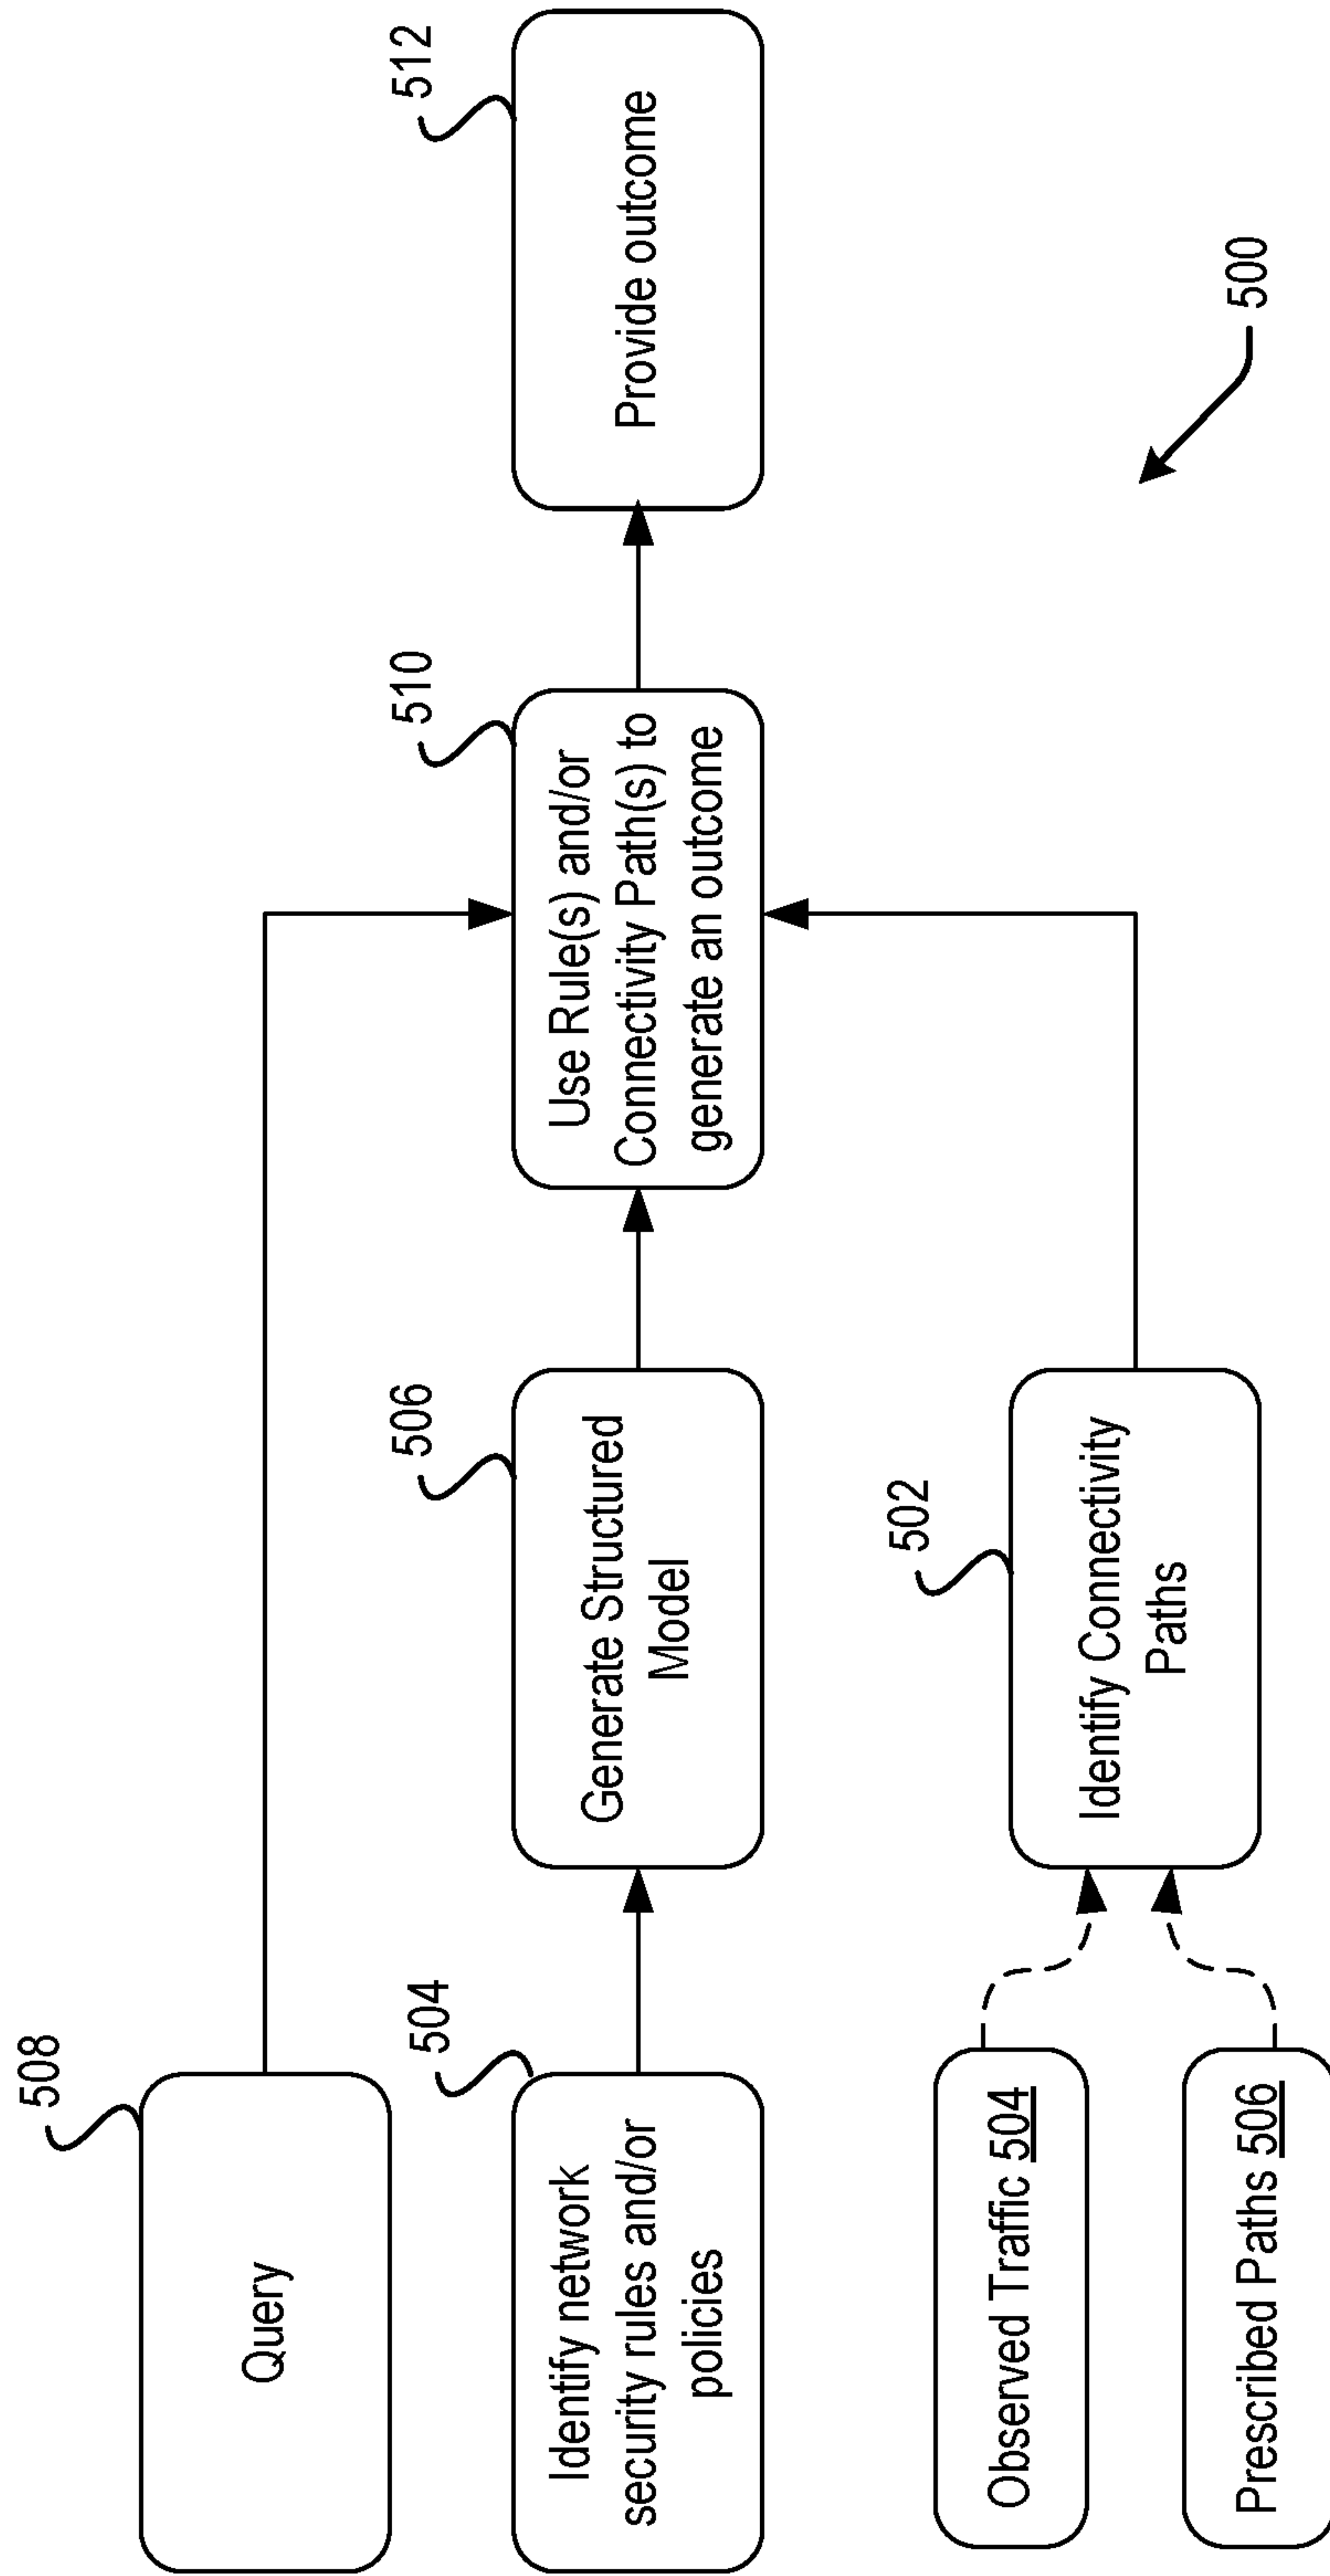 508
Query
504
Identify network
security rules and/or
policies
506
Generate Structured
Model
510
Use Rule(s) and/or
Connectivity Path(s) to
generate an outcome
512
Provide outcome
Observed Traffic 504
Prescribed Paths 506
502
Identify Connectivity
Paths
500